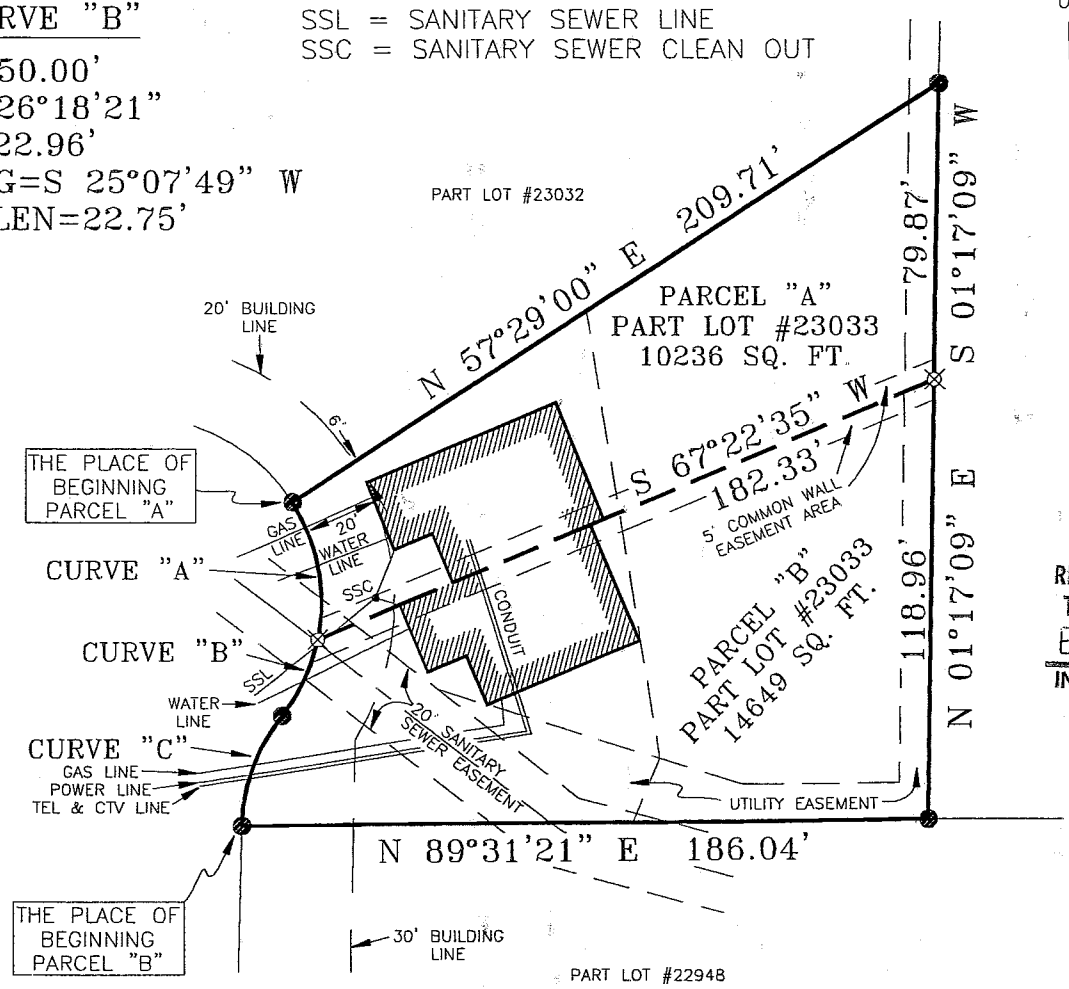 RVE "B"
50.00'
26°18'21"
22.96'
G=S 25°07'49" W
LEN=22.75'
SSL = SANITARY SEWER LINE
SSC = SANITARY SEWER CLEAN OUT
PART LOT #23032
N 57°29'00" E 209.71'
20' BUILDING
LINE
6'
PARCEL "A"
PART LOT #23033
10236 SQ. FT.
79.87'
S 01°17'09" W
THE PLACE OF
BEGINNING
PARCEL "A"
GAS
LINE
20'
WATER
LINE
S 67°22'35" W
182.33'
5' COMMON WALL
EASEMENT AREA
CURVE "A"
SSC
CONDUIT
CURVE "B"
SSL
WATER
LINE
PARCEL "B"
PART LOT #23033
14649 SQ. FT.
118.96'
N 01°17'09" E
20' SANITARY
SEWER EASEMENT
CURVE "C"
GAS LINE
POWER LINE
TEL & CTV LINE
UTILITY EASEMENT
N 89°31'21" E 186.04'
THE PLACE OF
BEGINNING
PARCEL "B"
30' BUILDING
LINE
PART LOT #22948